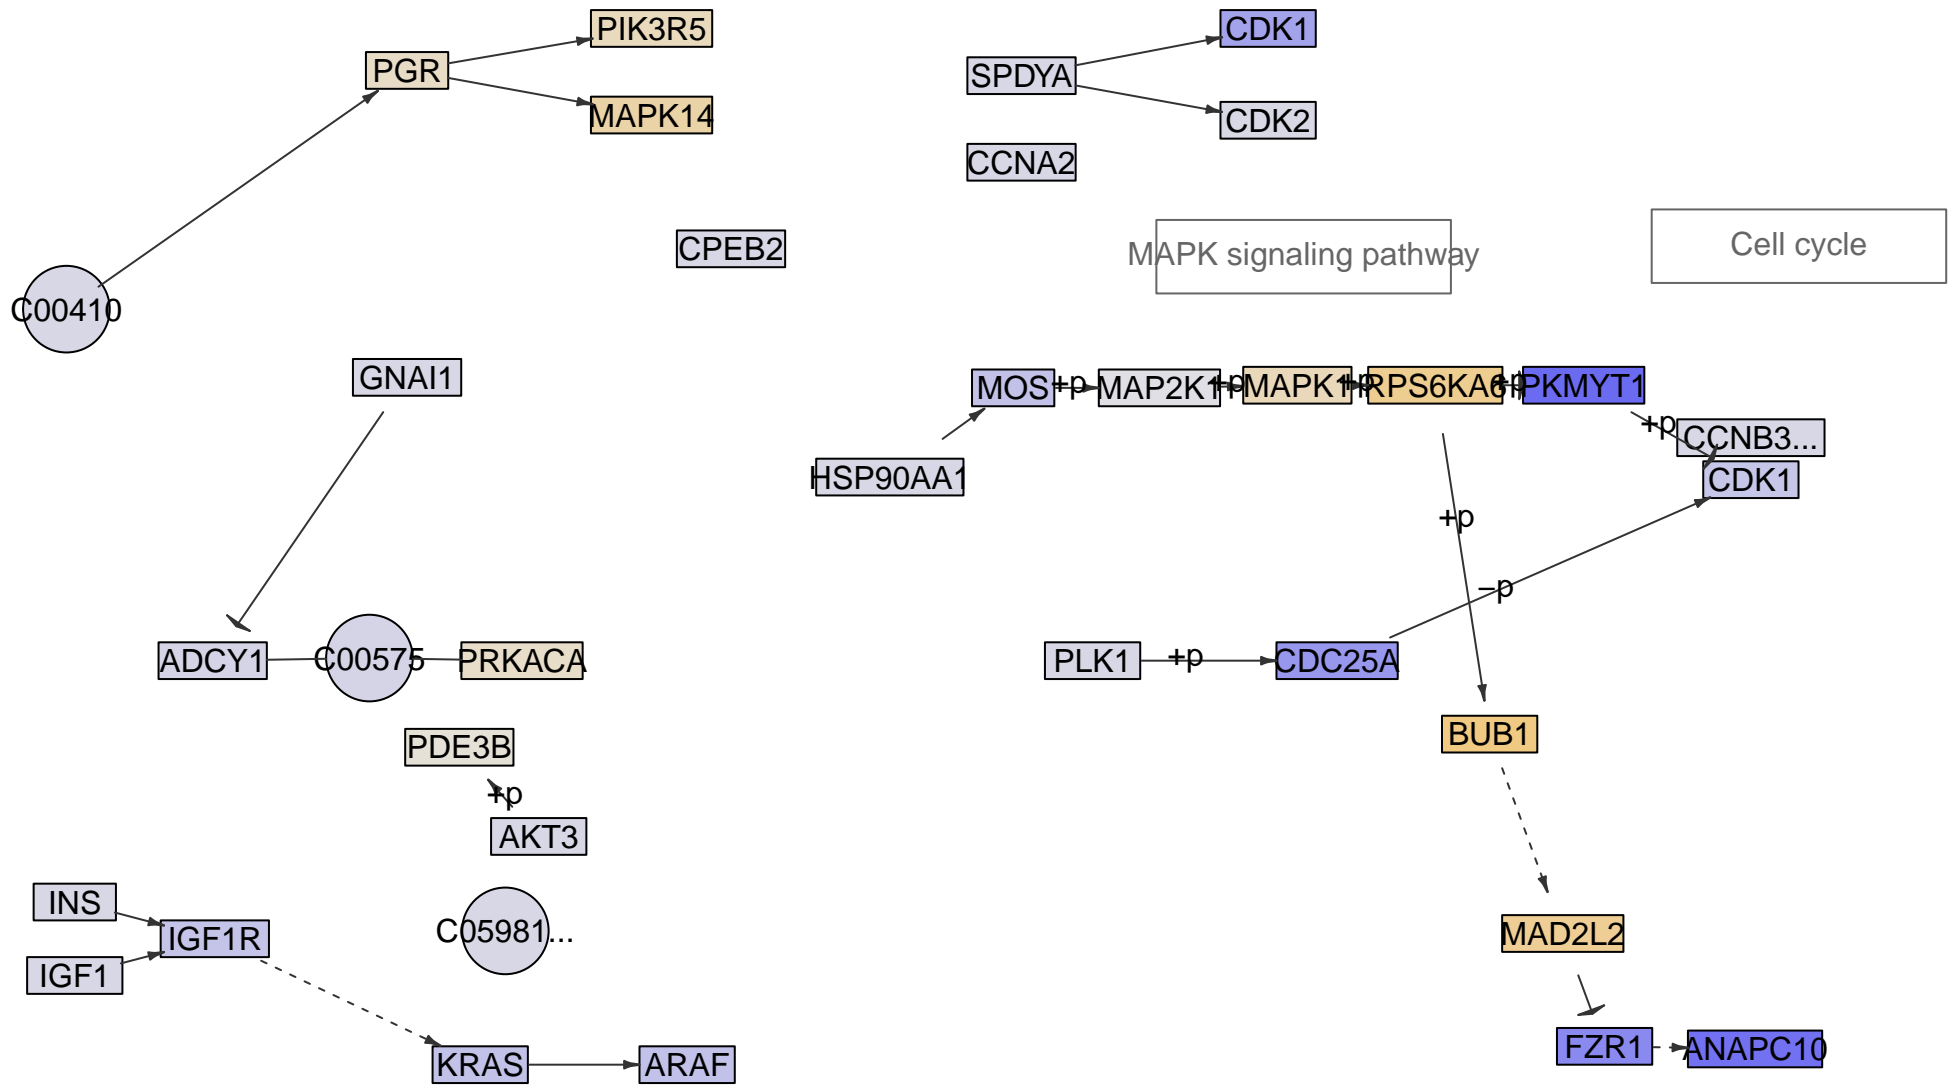 PIK3R5
CDK1
PGR
SPDYA
MAPK14
CDK2
CCNA2
CPEB2
MAPK signaling pathway
Cell cycle
C00410
GNAI1
MOS
+p
MAP2K1
+p
MAPK1
+p
RPS6KA6
+p
PKMYT1
+p
CCNB3...
HSP90AA1
CDK1
+p
–p
ADCY1
C00575
PRKACA
PLK1
+p
CDC25A
BUB1
PDE3B
+p
AKT3
INS
IGF1R
C05981...
MAD2L2
IGF1
KRAS
ARAF
FZR1
ANAPC10